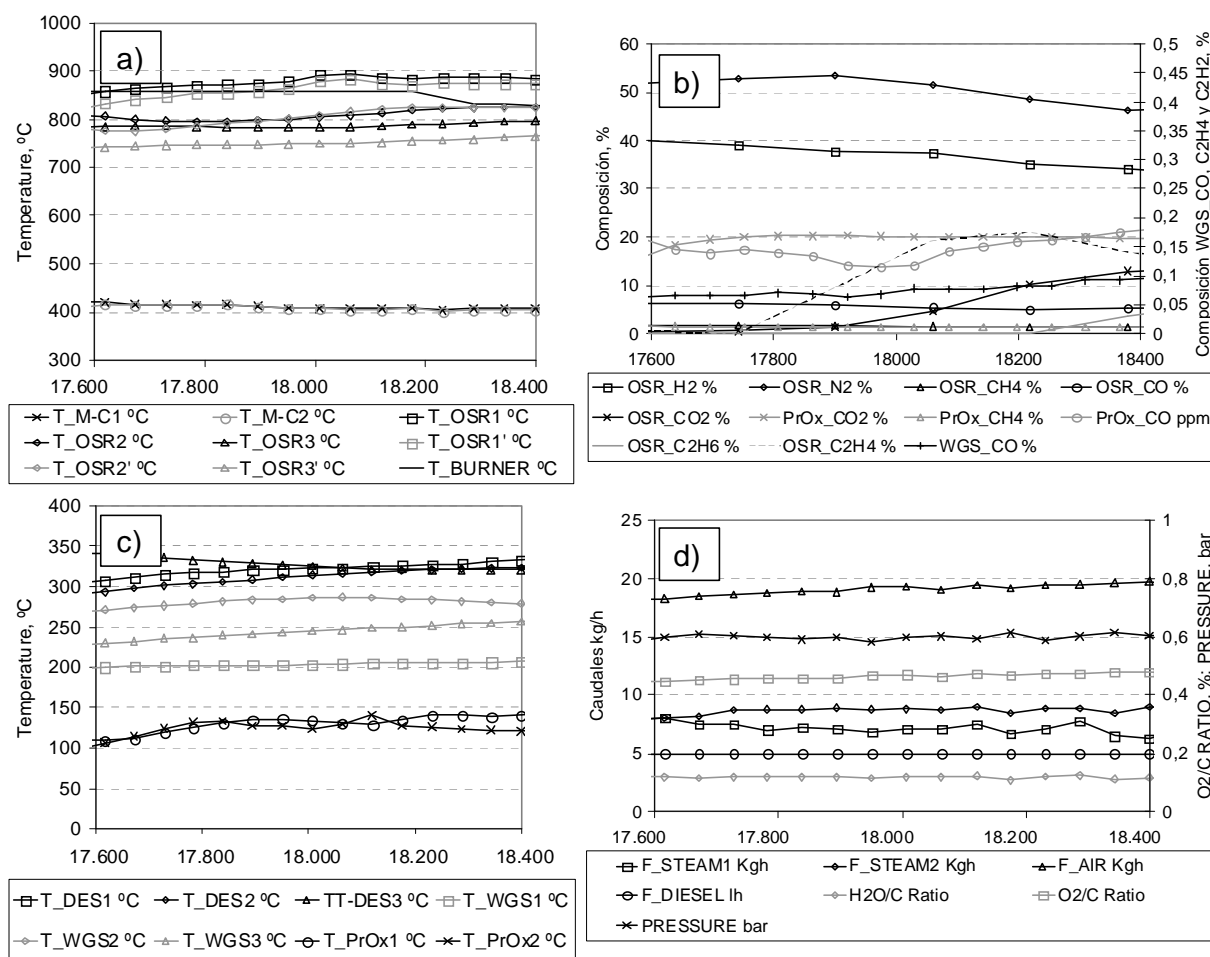 a)
1000
900
800
700
600
500
400
300
Temperature, ºC
17.600 17.800 18.000 18.200 18.400
T_M-C1 ºC T_M-C2 ºC T_OSR1 ºC
T_OSR2 ºC T_OSR3 ºC T_OSR1' ºC
T_OSR2' ºC T_OSR3' ºC T_BURNER ºC
b)
60
50
40
30
20
10
0
Composición, %
0,5
0,45
0,4
0,35
0,3
0,25
0,2
0,15
0,1
0,05
0
Composición WGS_CO, C2H4 y C2H2, %
17600 17800 18000 18200 18400
OSR_H2 % OSR_N2 % OSR_CH4 % OSR_CO %
OSR_CO2 % PrOx_CO2 % PrOx_CH4 % PrOx_CO ppm
OSR_C2H6 % OSR_C2H4 % WGS_CO %
c)
400
350
300
250
200
150
100
50
0
Temperature, ºC
17.600 17.800 18.000 18.200 18.400
T_DES1 ºC T_DES2 ºC TT-DES3 ºC T_WGS1 ºC
T_WGS2 ºC T_WGS3 ºC T_PrOx1 ºC T_PrOx2 ºC
d)
25
20
15
10
5
0
Caudales kg/h
1
0,8
0,6
0,4
0,2
0
O2/C RATIO, %; PRESSURE, bar
17.600 17.800 18.000 18.200 18.400
F_STEAM1 Kgh F_STEAM2 Kgh F_AIR Kgh
F_DIESEL lh H2O/C Ratio O2/C Ratio
PRESSURE bar